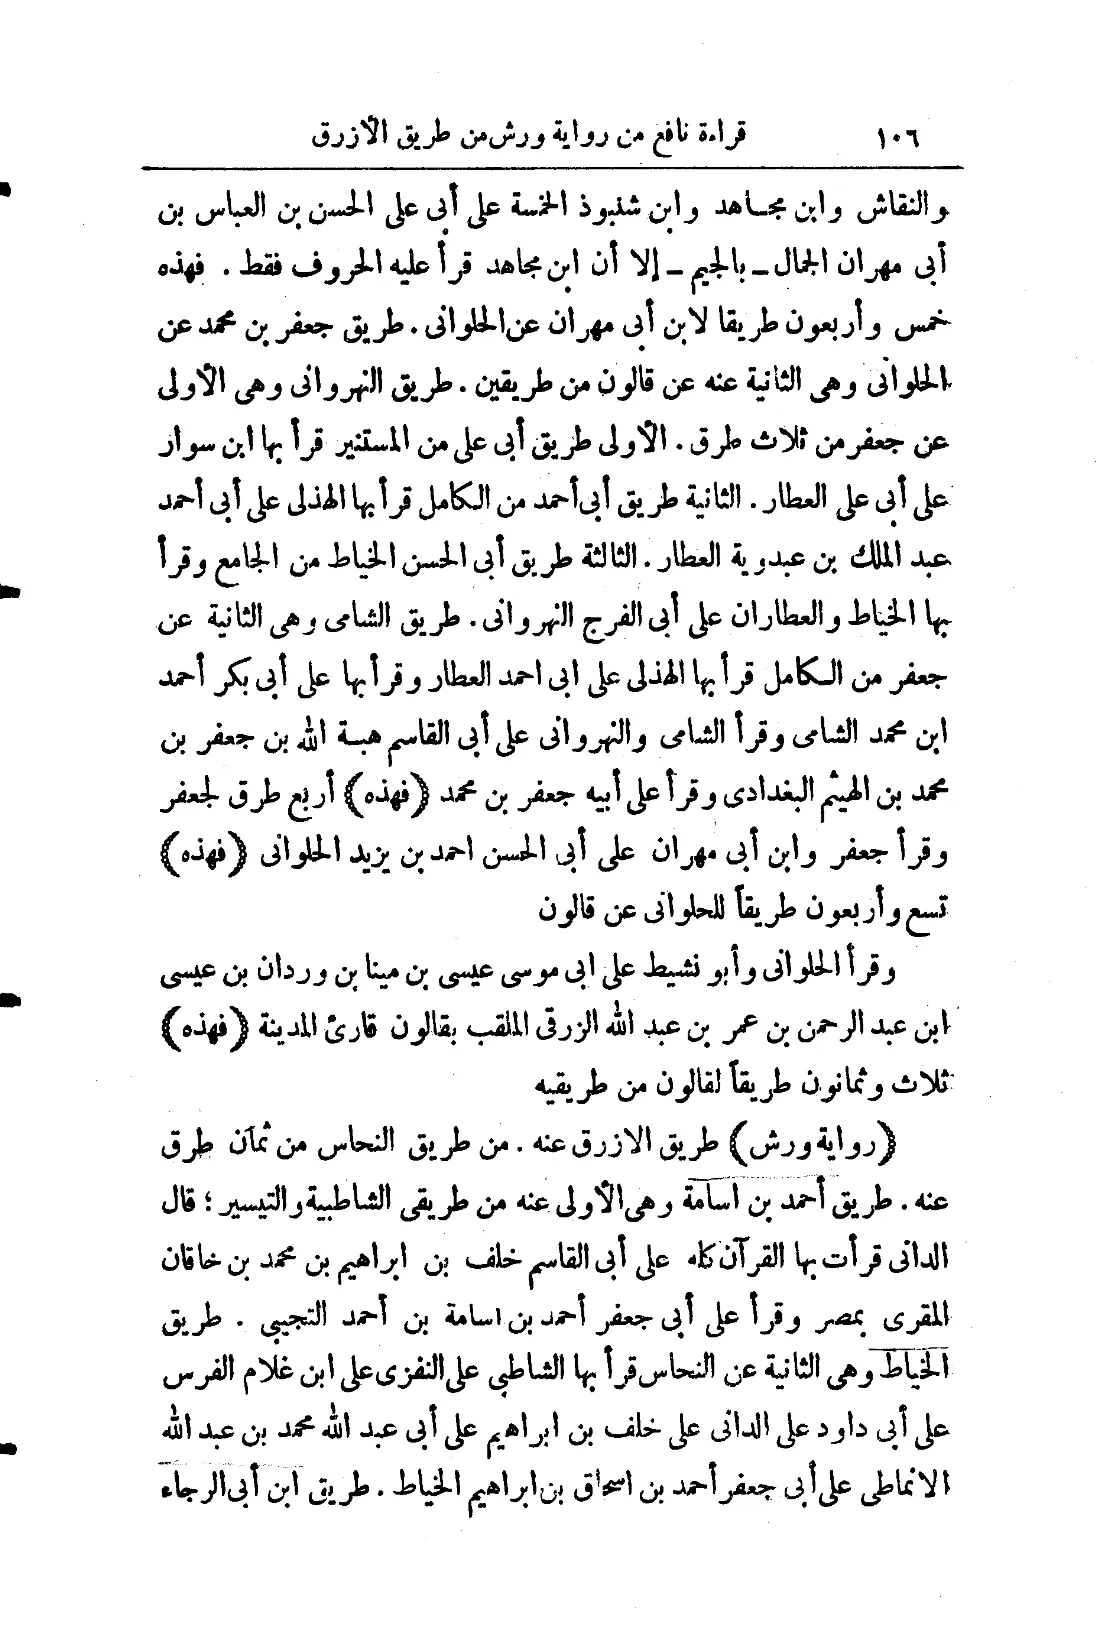 ١٠٦ قراءة نافع من رواية ورش من طريق الأزرق
والنقاش وابن مجاهد وابن شنبوذ الخمسة على أبى على الحسن بن العباس بن
أبى مهران الجمال ــ بالجيم ــ إلا أن ابن مجاهد قرأ عليه الحروف فقط . فهذه
خمس وأربعون طريقا لابن أبى مهران عن الحلوانى . طريق جعفر بن محمد عن
الحلوانى وهى الثانية عنه عن قالون من طريقين . طريق النهروانى وهى الأولى
عن جعفر من ثلاث طرق . الأولى طريق أبى على من المستنير قرأ بها ابن سوار
على أبى على العطار . الثانية طريق أبى أحمد من الكامل قرأ بها الهذلى على أبى أحمد
عبد الملك بن عبدوية العطار . الثالثة طريق أبى الحسن الخياط من الجامع وقرأ
بها الخياط والعطاران على أبى الفرج النهروانى . طريق الشامى وهى الثانية عن
جعفر من الكامل قرأ بها الهذلى على ابى احمد العطار وقرأ بها على أبى بكر أحمد
ابن محمد الشامى وقرأ الشامى والنهروانى على أبى القاسم هبة الله بن جعفر بن
محمد بن الهيثم البغدادى وقرأ على أبيه جعفر بن محمد ﴿فهذه﴾ أربع طرق لجعفر
وقرأ جعفر وابن أبى مهران على أبى الحسن احمد بن يزيد الحلوانى ﴿فهذه﴾
تسع وأربعون طريقاً للحلوانى عن قالون
وقرأ الحلوانى وأبو نشيط على ابى موسى عيسى بن مينا بن وردان بن عيسى
ابن عبد الرحمن بن عمر بن عبد الله الزرقى الملقب بقالون قارئ المدينة ﴿فهذه﴾
ثلاث وثمانون طريقاً لقالون من طريقيه
﴿رواية ورش﴾ طريق الازرق عنه . من طريق النحاس من ثمان طرق
عنه . طريق أحمد بن اسامة وهى الأولى عنه من طريقى الشاطبية والتيسير ؛ قال
الدانى قرأت بها القرآن كله على أبى القاسم خلف بن ابراهيم بن محمد بن خاقان
المقرى بمصر وقرأ على أبى جعفر أحمد بن اسامة بن أحمد التجيبى . طريق
الخياط وهى الثانية عن النحاس قرأ بها الشاطبي على النفزى على ابن غلام الفرس
على أبى داود على الدانى على خلف بن ابراهيم على أبى عبد الله محمد بن عبد الله
الانماطى على أبى جعفر أحمد بن اسحاق بن ابراهيم الخياط . طريق ابن أبى الرجاء